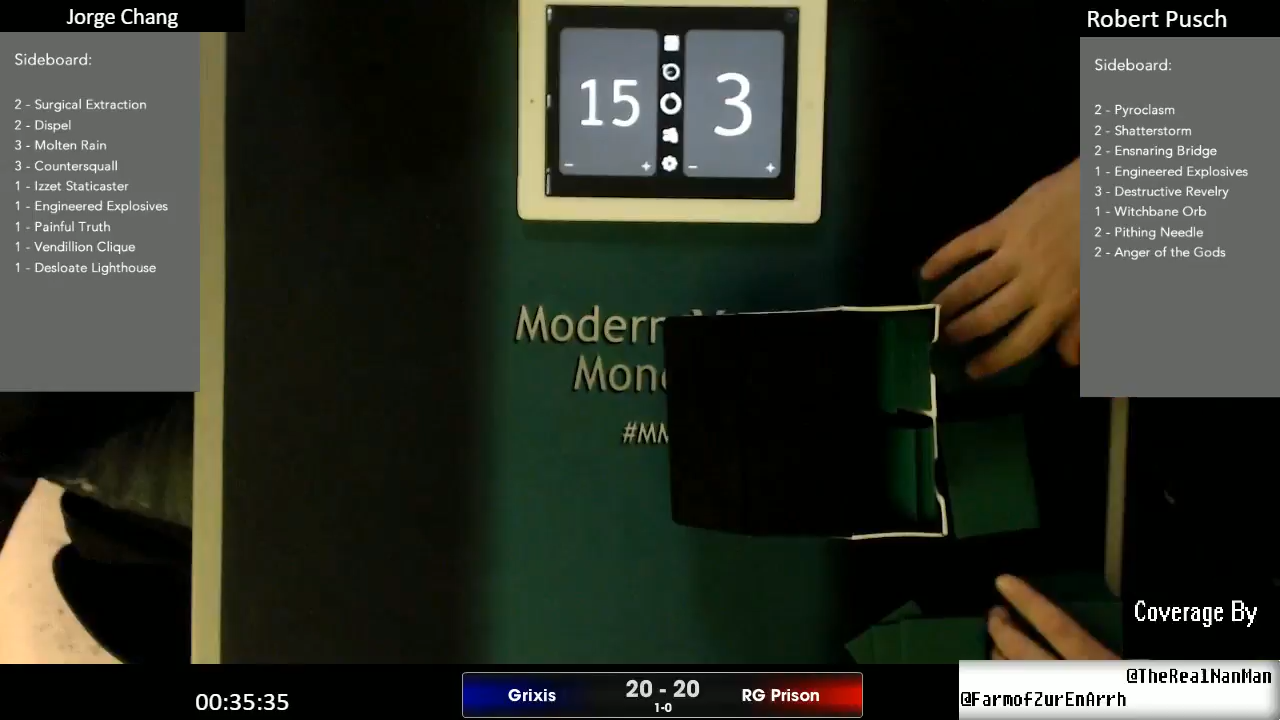 Jorge Chang
Sideboard:
2 - Surgical Extraction
2 - Dispel
3 - Molten Rain
3 - Countersquall
1 - Izzet Staticaster
1 - Engineered Explosives
1 - Painful Truth
1 - Vendillion Clique
1 - Desloate Lighthouse
15 3
- + - +
Modern
Mon
#MM
Robert Pusch
Sideboard:
2 - Pyroclasm
2 - Shatterstorm
2 - Ensnaring Bridge
1 - Engineered Explosives
3 - Destructive Revelry
1 - Witchbane Orb
2 - Pithing Needle
2 - Anger of the Gods
Coverage By
@TheRealNanMan
@FarmofZurEnArrh
00:35:35
Grixis 20 - 20 RG Prison
1-0